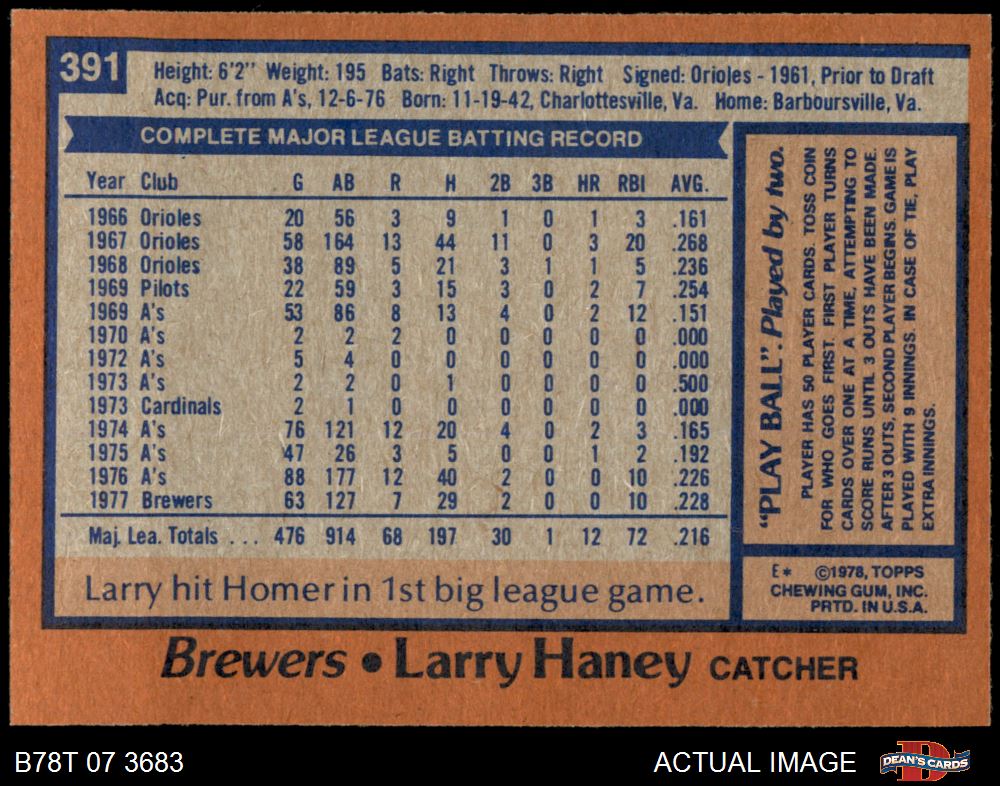 391
Height: 6'2" Weight: 195 Bats: Right Throws: Right Signed: Orioles - 1961, Prior to Draft
Acq: Pur. from A's, 12-6-76 Born: 11-19-42, Charlottesville, Va. Home: Barboursville, Va.
COMPLETE MAJOR LEAGUE BATTING RECORD
Year Club G AB R H 2B 3B HR RBI AVG.
1966 Orioles 20 56 3 9 1 0 1 3 .161
1967 Orioles 58 164 13 44 11 0 3 20 .268
1968 Orioles 38 89 5 21 3 1 1 5 .236
1969 Pilots 22 59 3 15 3 0 2 7 .254
1969 A's 53 86 8 13 4 0 2 12 .151
1970 A's 2 2 2 0 0 0 0 0 .000
1972 A's 5 4 0 0 0 0 0 0 .000
1973 A's 2 2 0 1 0 0 0 0 .500
1973 Cardinals 2 1 0 0 0 0 0 0 .000
1974 A's 76 121 12 20 4 0 2 3 .165
1975 A's 47 26 3 5 0 0 1 2 .192
1976 A's 88 177 12 40 2 0 0 10 .226
1977 Brewers 63 127 7 29 2 0 0 10 .228
Maj. Lea. Totals . . . 476 914 68 197 30 1 12 72 .216
Larry hit Homer in 1st big league game.
"PLAY BALL". Played by two.
PLAYER HAS 50 PLAYER CARDS. TOSS COIN
FOR WHO GOES FIRST. FIRST PLAYER TURNS
CARDS OVER ONE AT A TIME, ATTEMPTING TO
SCORE RUNS UNTIL 3 OUTS HAVE BEEN MADE.
AFTER 3 OUTS, SECOND PLAYER BEGINS. GAME IS
PLAYED WITH 9 INNINGS. IN CASE OF TIE, PLAY
EXTRA INNINGS.
E* ©1978, TOPPS
CHEWING GUM, INC.
PRTD. IN U.S.A.
Brewers • Larry Haney CATCHER
B78T 07 3683
ACTUAL IMAGE
D
DEAN'S CARDS